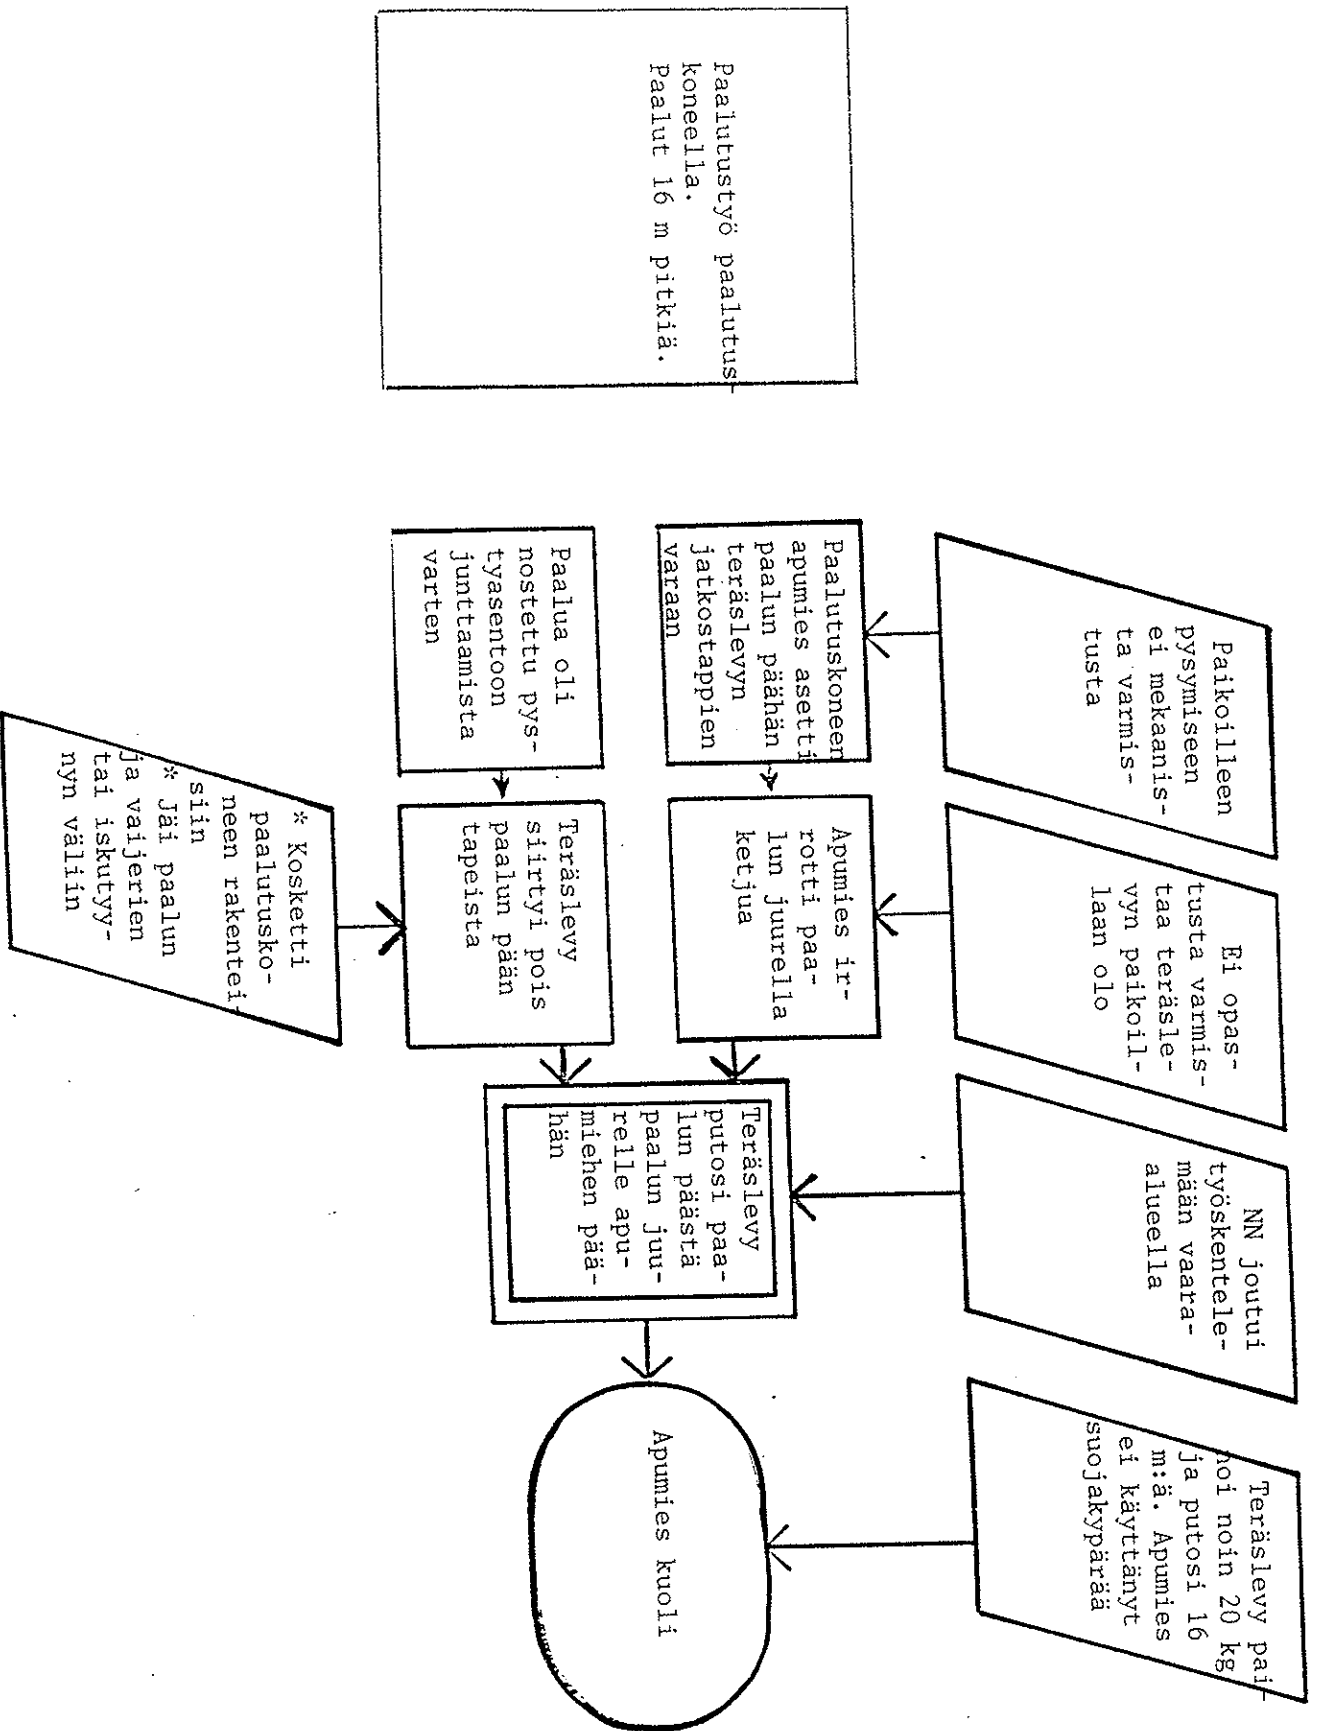 Paalutustyö paalutus-
koneella.
Paalut 16 m pitkiä.
Paikoilleen
pysymiseen
ei mekaanis-
ta varmis-
tusta
Ei opas-
tusta varmis-
taa teräsle-
vyn paikoil-
laan olo
NN joutui
työskentele-
mään vaara-
alueella
Teräslevy pai-
noi noin 20 kg
ja putosi 16
m:ä. Apumies
ei käyttänyt
suojakypärää
Paalutuskoneen
apumies asetti
paalun päähän
teräslevyn
jatkostappien
varaan
Apumies ir-
rotti paa-
lun juurella
ketjua
Paalua oli
nostettu pys-
tyasentoon
junttaamista
varten
Teräslevy
siirtyi pois
paalun pään
tapeista
Teräslevy
putosi paa-
lun päästä
paalun juu-
relle apu-
miehen pää-
hän
Apumies kuoli
* Kosketti
paalutusko-
neen rakentei-
siin
* Jäi paalun
ja vaijerien
tai iskutyy-
nyn väliin